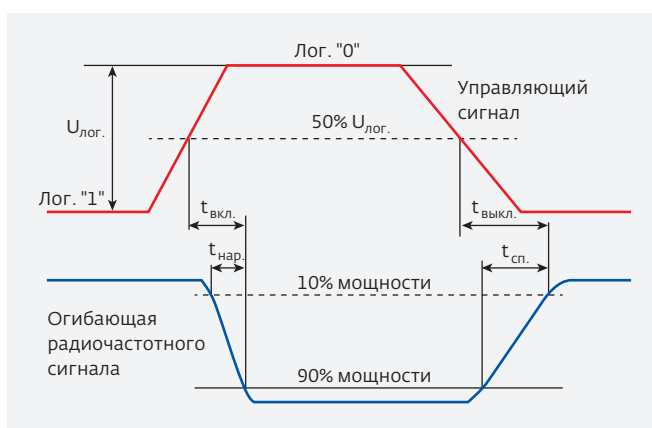 Лог. "0"
Управляющий
сигнал
Uлог.
50% Uлог.
Лог. "1"
tвкл.
tвыкл.
tнар.
tсп.
10% мощности
Огибающая
радиочастотного
сигнала
90% мощности